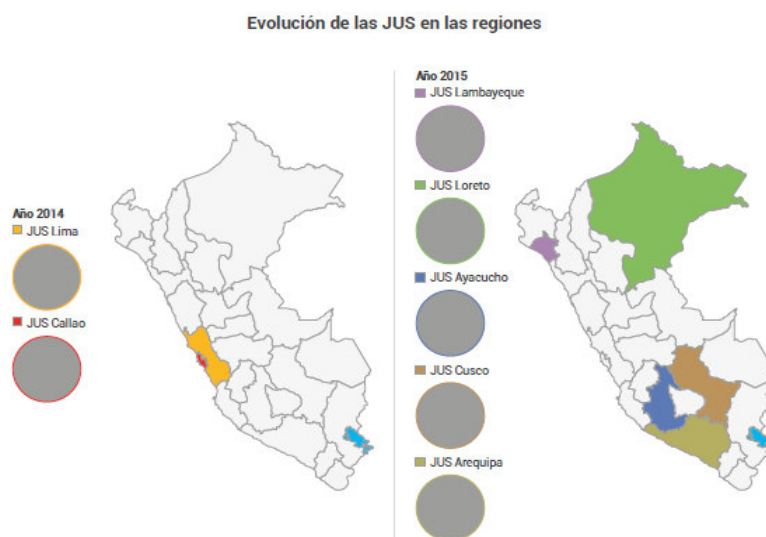 Evolución de las JUS en las regiones
Año 2014
JUS Lima
JUS Callao
Año 2015
JUS Lambayeque
JUS Loreto
JUS Ayacucho
JUS Cusco
JUS Arequipa